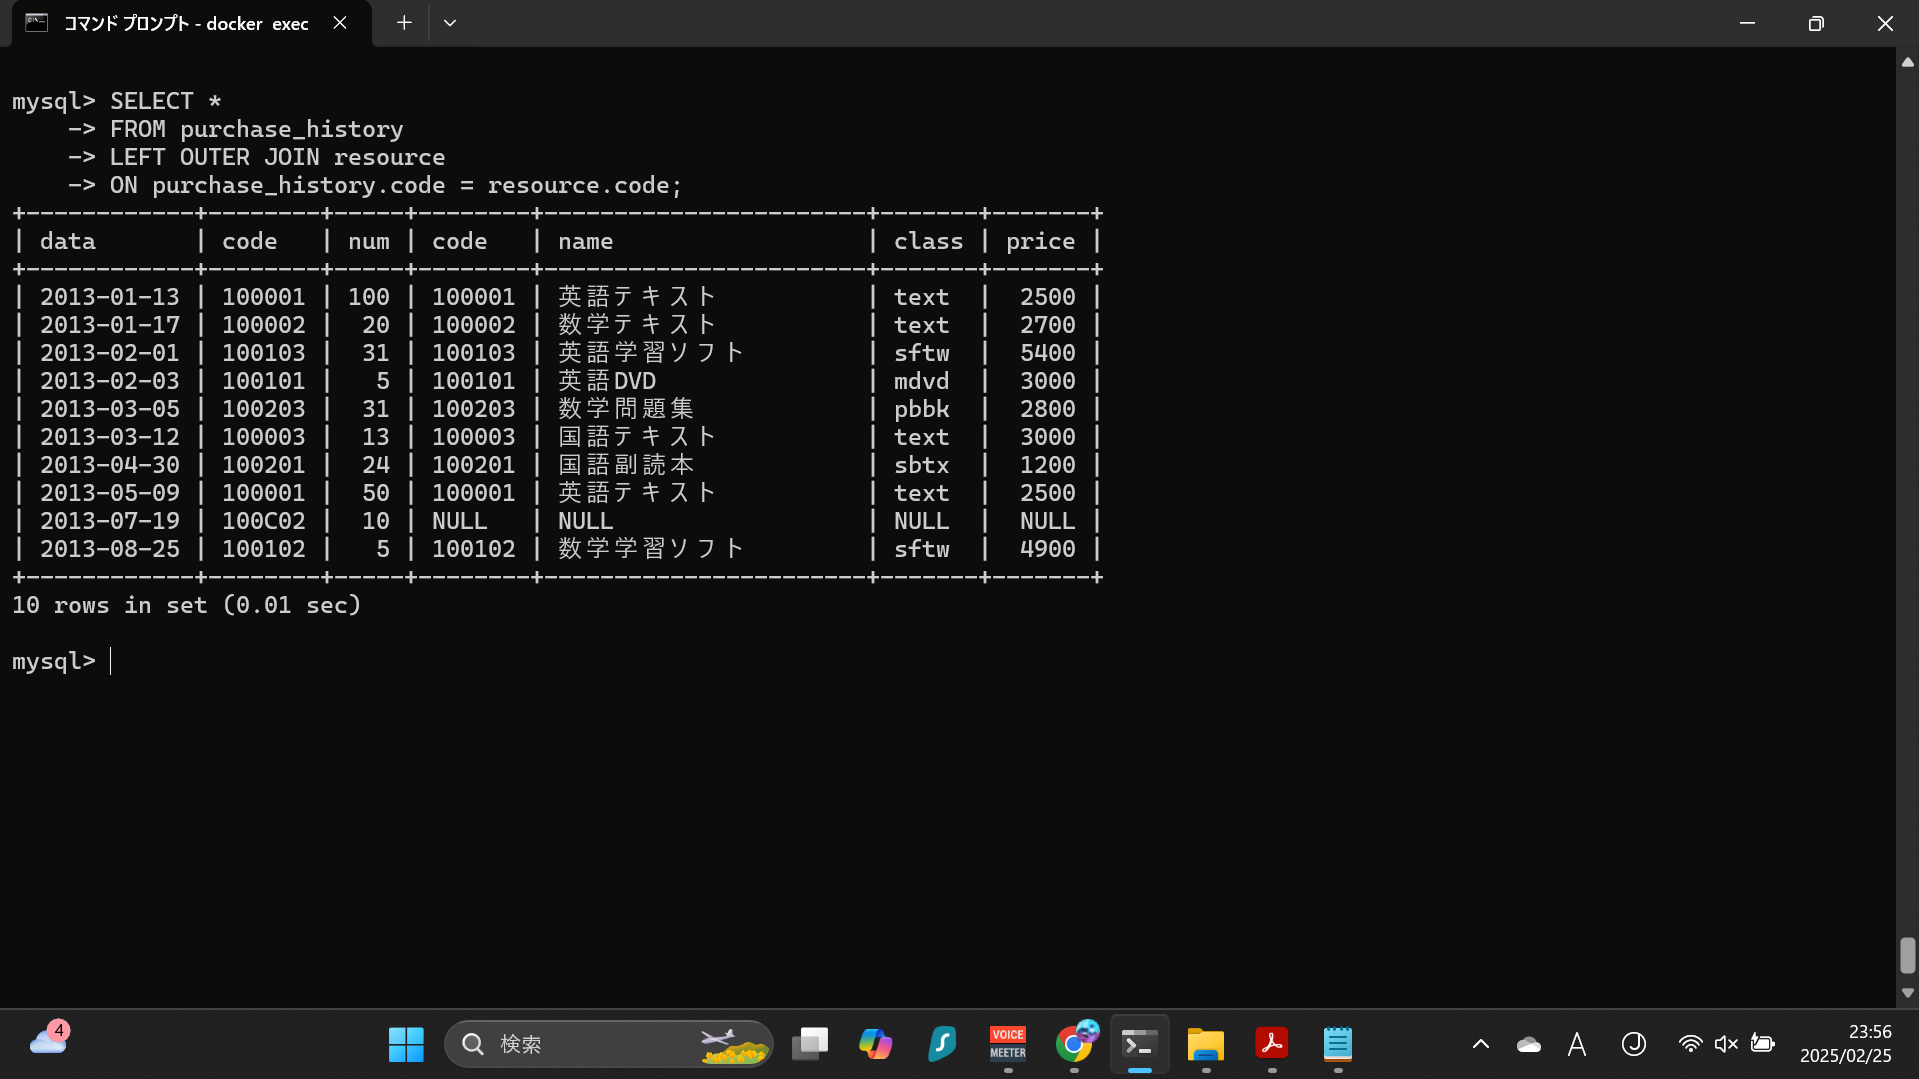 コマンド プロンプト - docker  exec
mysql> SELECT *
    -> FROM purchase_history
    -> LEFT OUTER JOIN resource
    -> ON purchase_history.code = resource.code;
+------------+--------+-----+--------+-----------------------+-------+-------+
| data       | code   | num | code   | name                  | class | price |
+------------+--------+-----+--------+-----------------------+-------+-------+
| 2013-01-13 | 100001 | 100 | 100001 | 英語テキスト          | text  |  2500 |
| 2013-01-17 | 100002 |  20 | 100002 | 数学テキスト          | text  |  2700 |
| 2013-02-01 | 100103 |  31 | 100103 | 英語学習ソフト        | sftw  |  5400 |
| 2013-02-03 | 100101 |   5 | 100101 | 英語DVD               | mdvd  |  3000 |
| 2013-03-05 | 100203 |  31 | 100203 | 数学問題集            | pbbk  |  2800 |
| 2013-03-12 | 100003 |  13 | 100003 | 国語テキスト          | text  |  3000 |
| 2013-04-30 | 100201 |  24 | 100201 | 国語副読本            | sbtx  |  1200 |
| 2013-05-09 | 100001 |  50 | 100001 | 英語テキスト          | text  |  2500 |
| 2013-07-19 | 100C02 |  10 | NULL   | NULL                  | NULL  |  NULL |
| 2013-08-25 | 100102 |   5 | 100102 | 数学学習ソフト        | sftw  |  4900 |
+------------+--------+-----+--------+-----------------------+-------+-------+
10 rows in set (0.01 sec)
mysql>
4
検索
VOICE
MEETER
A
J
23:56
2025/02/25